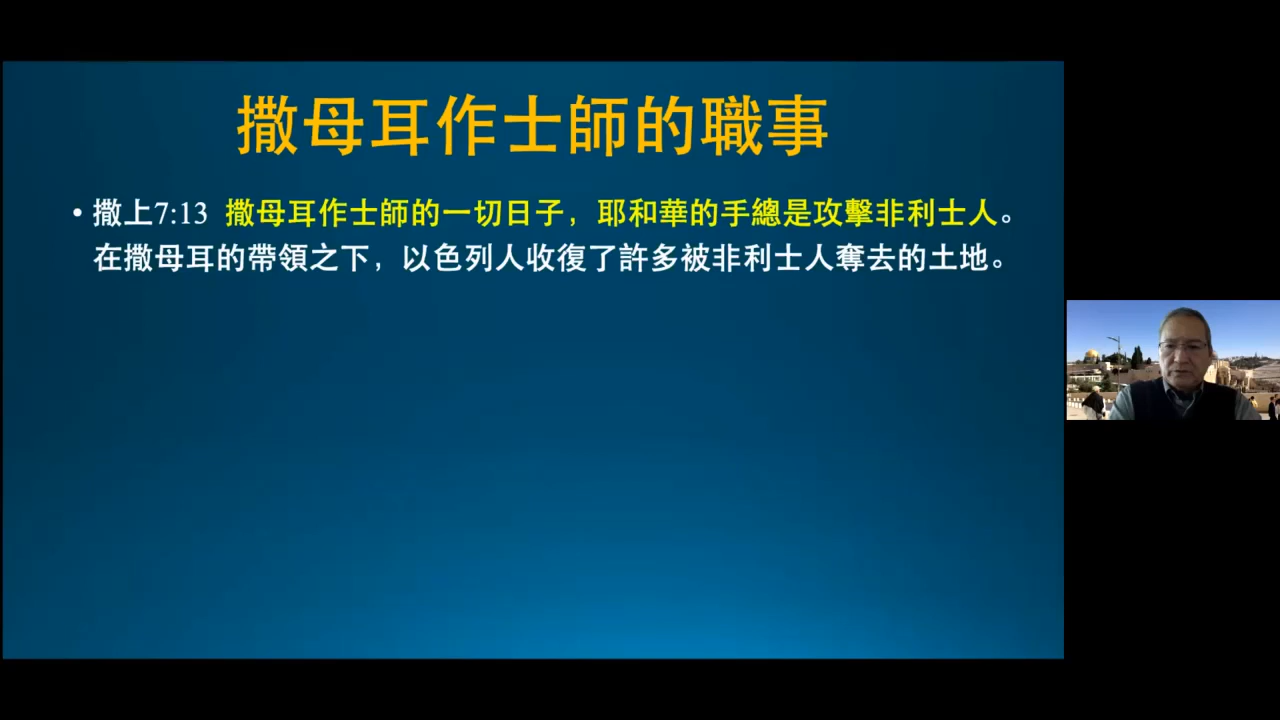 撒母耳作士師的職事
• 撒上7:13 撒母耳作士師的一切日子，耶和華的手總是攻擊非利士人。
在撒母耳的帶領之下，以色列人收復了許多被非利士人奪去的土地。